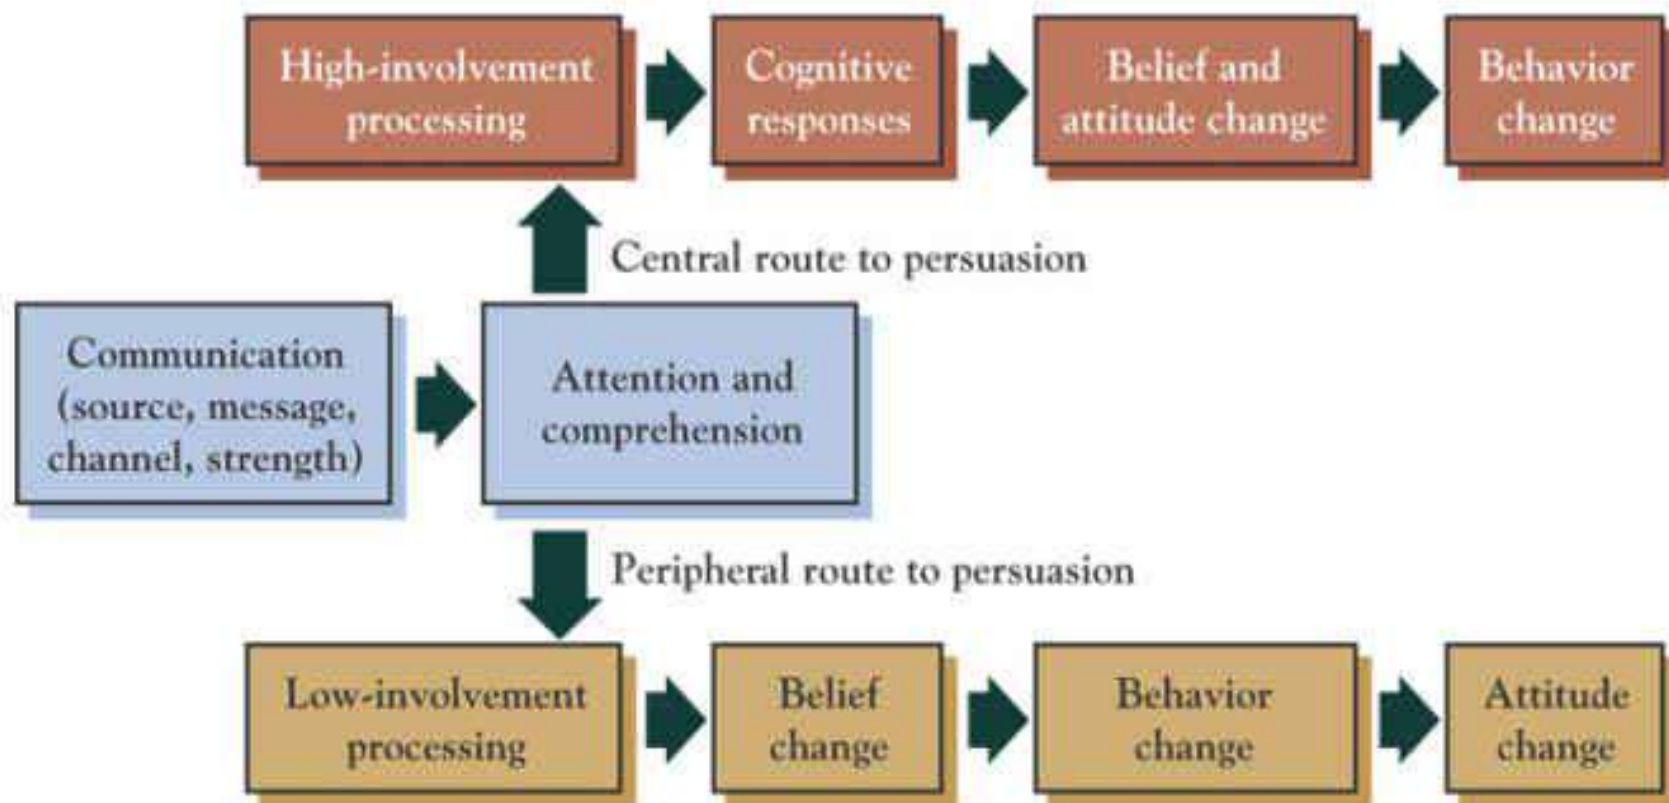 High-involvement
processing
Cognitive
responses
Belief and
attitude change
Behavior
change
Central route to persuasion
Communication
(source, message,
channel, strength)
Attention and
comprehension
Peripheral route to persuasion
Low-involvement
processing
Belief
change
Behavior
change
Attitude
change